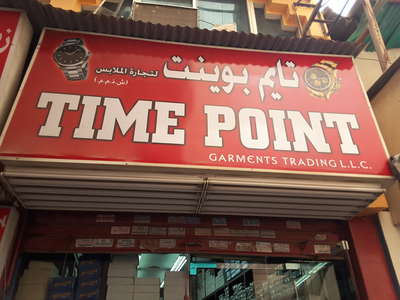 تايم بوينت
لتجارة الملابس
(ش.ذ.م.م)
TIME POINT
GARMENTS TRADING L.L.C.